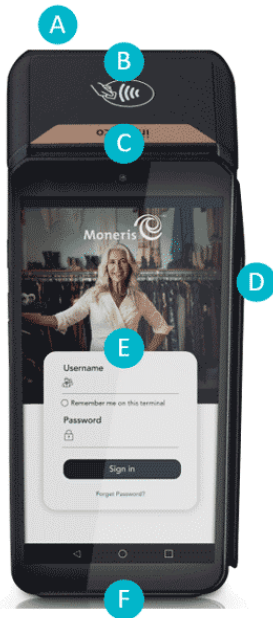 A
B
C
Moneris
D
E
Username
Remember me on this terminal
Password
Sign in
Forgot Password?
F